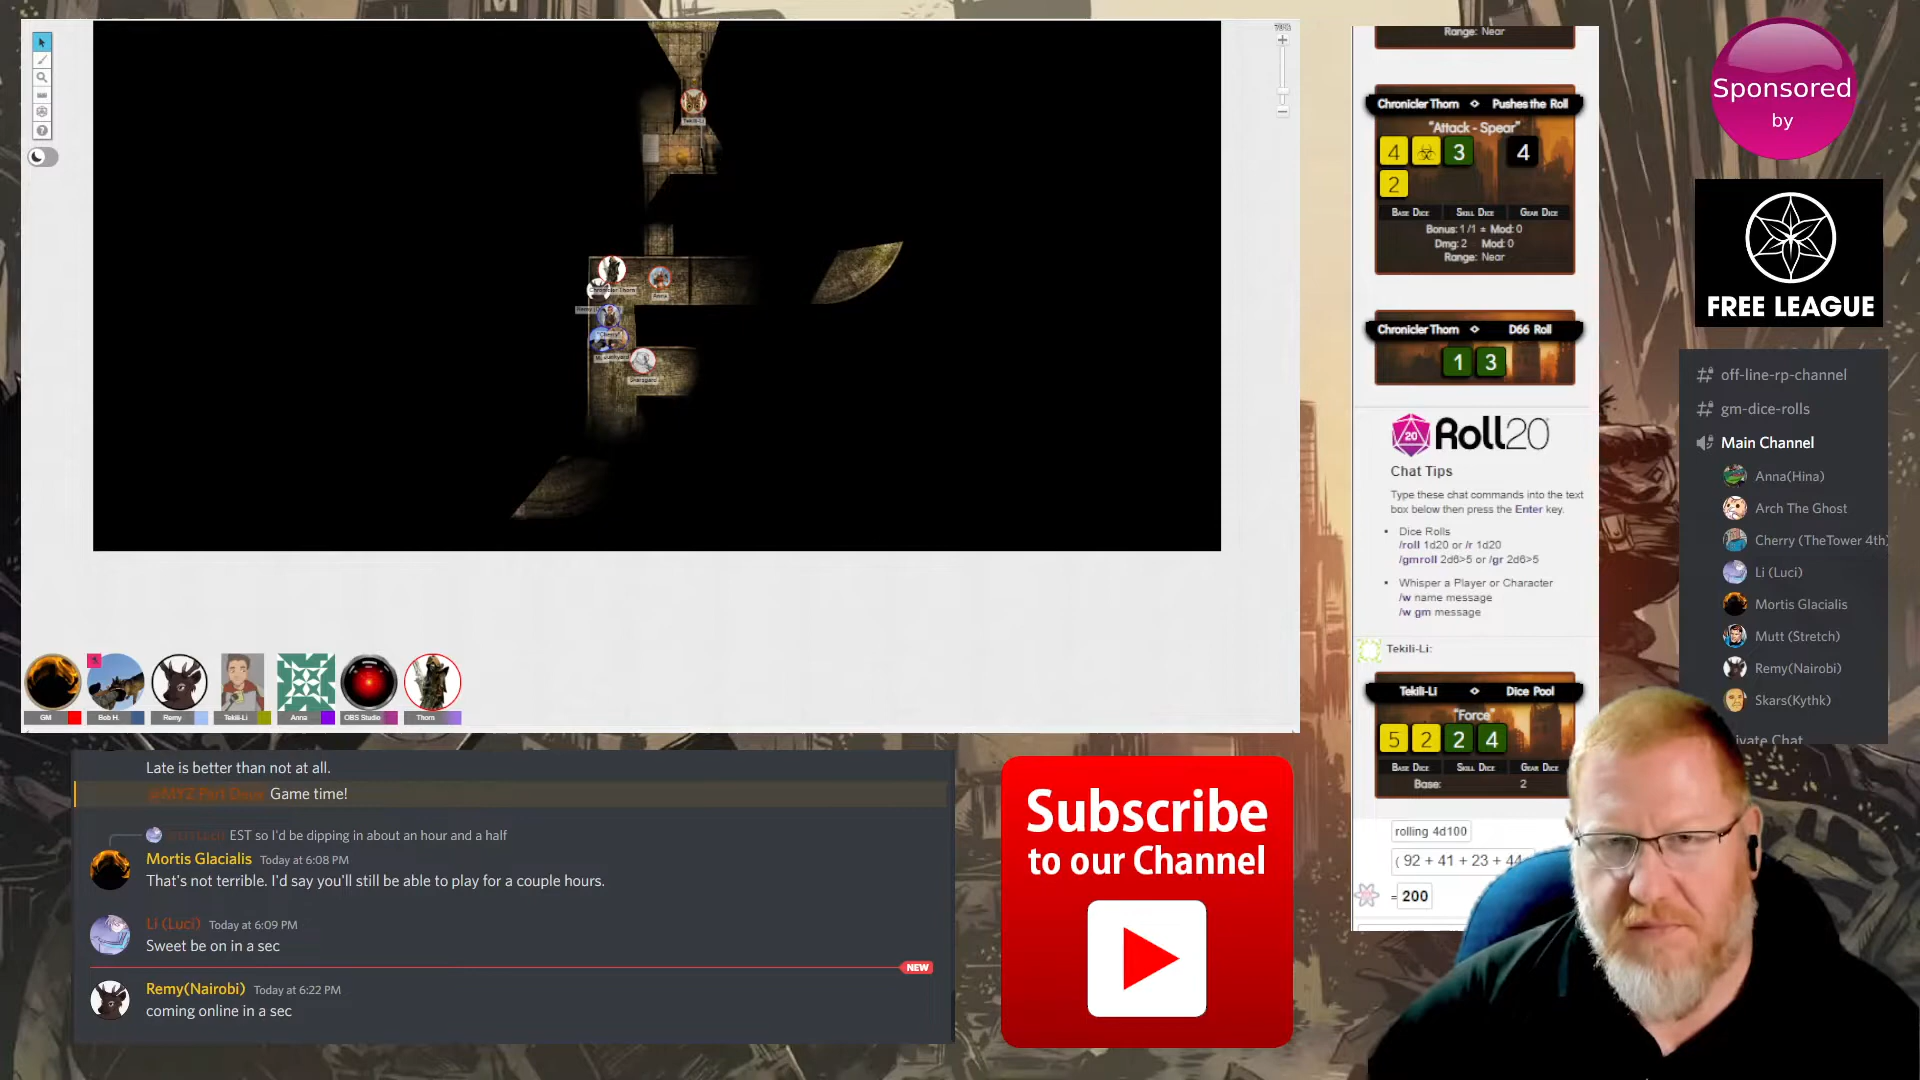 70%
Tekili-Li
Chronicler Thorn
Anna
Skarsgard
GM
Bob H.
Remy
Tekili-Li
Anna
OBS Studio
Thorn
Late is better than not at all.
Game time!
EST so I'd be dipping in about an hour and a half
Mortis Glacialis Today at 6:08 PM
That's not terrible. I'd say you'll still be able to play for a couple hours.
Li (Luci) Today at 6:09 PM
Sweet be on in a sec
NEW
Remy(Nairobi) Today at 6:22 PM
coming online in a sec
Subscribe
to our Channel
Range: Near
Chronicler Thorn Pushes the Roll
"Attack - Spear"
4 3 4
2
Base Dice Skill Dice Gear Dice
Bonus: 1 /1 ± Mod: 0
Dmg: 2 Mod: 0
Range: Near
Chronicler Thorn D66 Roll
1 3
20 Roll20
Chat Tips
Type these chat commands into the text
box below then press the Enter key.
• Dice Rolls
/roll 1d20 or /r 1d20
/gmroll 2d6>5 or /gr 2d6>5
• Whisper a Player or Character
/w name message
/w gm message
Tekili-Li:
Tekili-Li Dice Pool
"Force"
5 2 2 4
Base Dice Skill Dice Gear Dice
Base: 2
rolling 4d100
( 92 + 41 + 23 + 44
= 200
Sponsored
by
FREE LEAGUE
off-line-rp-channel
gm-dice-rolls
Main Channel
Anna(Hina)
Arch The Ghost
Cherry (TheTower 4th)
Li (Luci)
Mortis Glacialis
Mutt (Stretch)
Remy(Nairobi)
Skars(Kythk)
ivate Chat